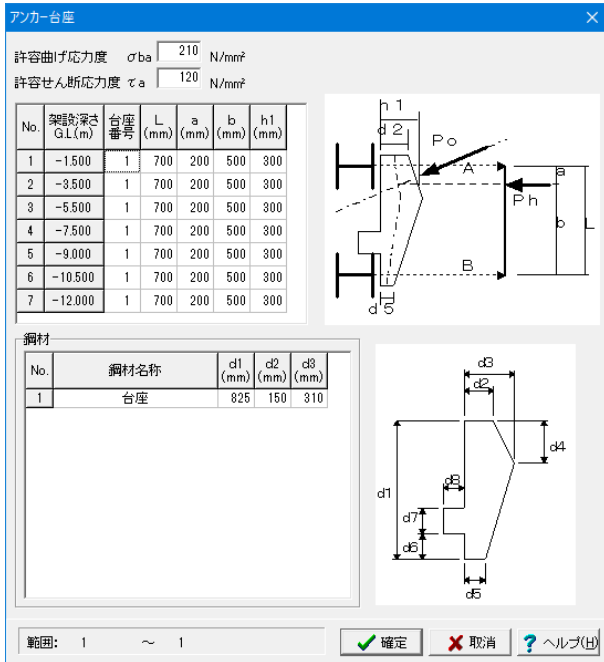 アンカー台座
許容曲げ応力度 σba 210 N/mm²
許容せん断応力度 τa 120 N/mm²
No. 架設深さ G.L(m) 台座番号 L (mm) a (mm) b (mm) h1 (mm)
1 -1.500 1 700 200 500 300
2 -3.500 1 700 200 500 300
3 -5.500 1 700 200 500 300
4 -7.500 1 700 200 500 300
5 -9.000 1 700 200 500 300
6 -10.500 1 700 200 500 300
7 -12.000 1 700 200 500 300
h1
d2
Po
A
a
Ph
b
L
B
d5
鋼材
No. 鋼材名称 d1 (mm) d2 (mm) d3 (mm)
1 台座 825 150 310
d3
d2
d4
d1
d8
d7
d6
d5
範囲: 1 ～ 1
確定
取消
ヘルプ(H)